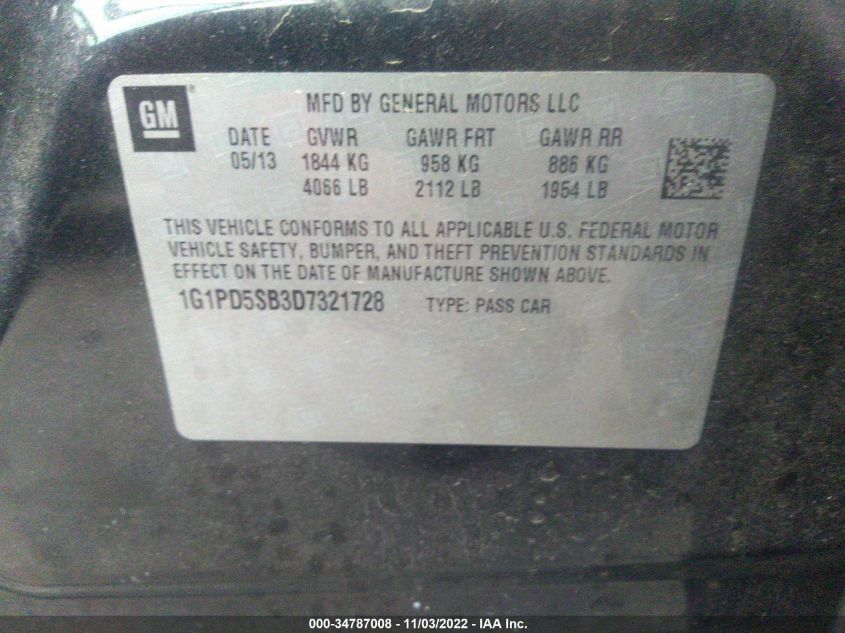 GM ®
MFD BY GENERAL MOTORS LLC
DATE GVWR GAWR FRT GAWR RR
05/13 1844 KG 958 KG 886 KG
4066 LB 2112 LB 1954 LB
THIS VEHICLE CONFORMS TO ALL APPLICABLE U.S. FEDERAL MOTOR
VEHICLE SAFETY, BUMPER, AND THEFT PREVENTION STANDARDS IN
EFFECT ON THE DATE OF MANUFACTURE SHOWN ABOVE.
1G1PD5SB3D7321728 TYPE: PASS CAR
000-34787008 - 11/03/2022 - IAA Inc.